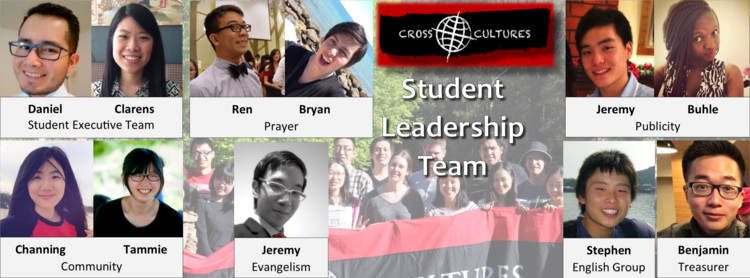 Daniel Clarens
Student Executive Team
Ren Bryan
Prayer
CROSS CULTURES
Student
Leadership
Team
Jeremy Buhle
Publicity
Channing Tammie
Community
Jeremy
Evangelism
CULTURES
Stephen
English Group
Benjamin
Treasurer